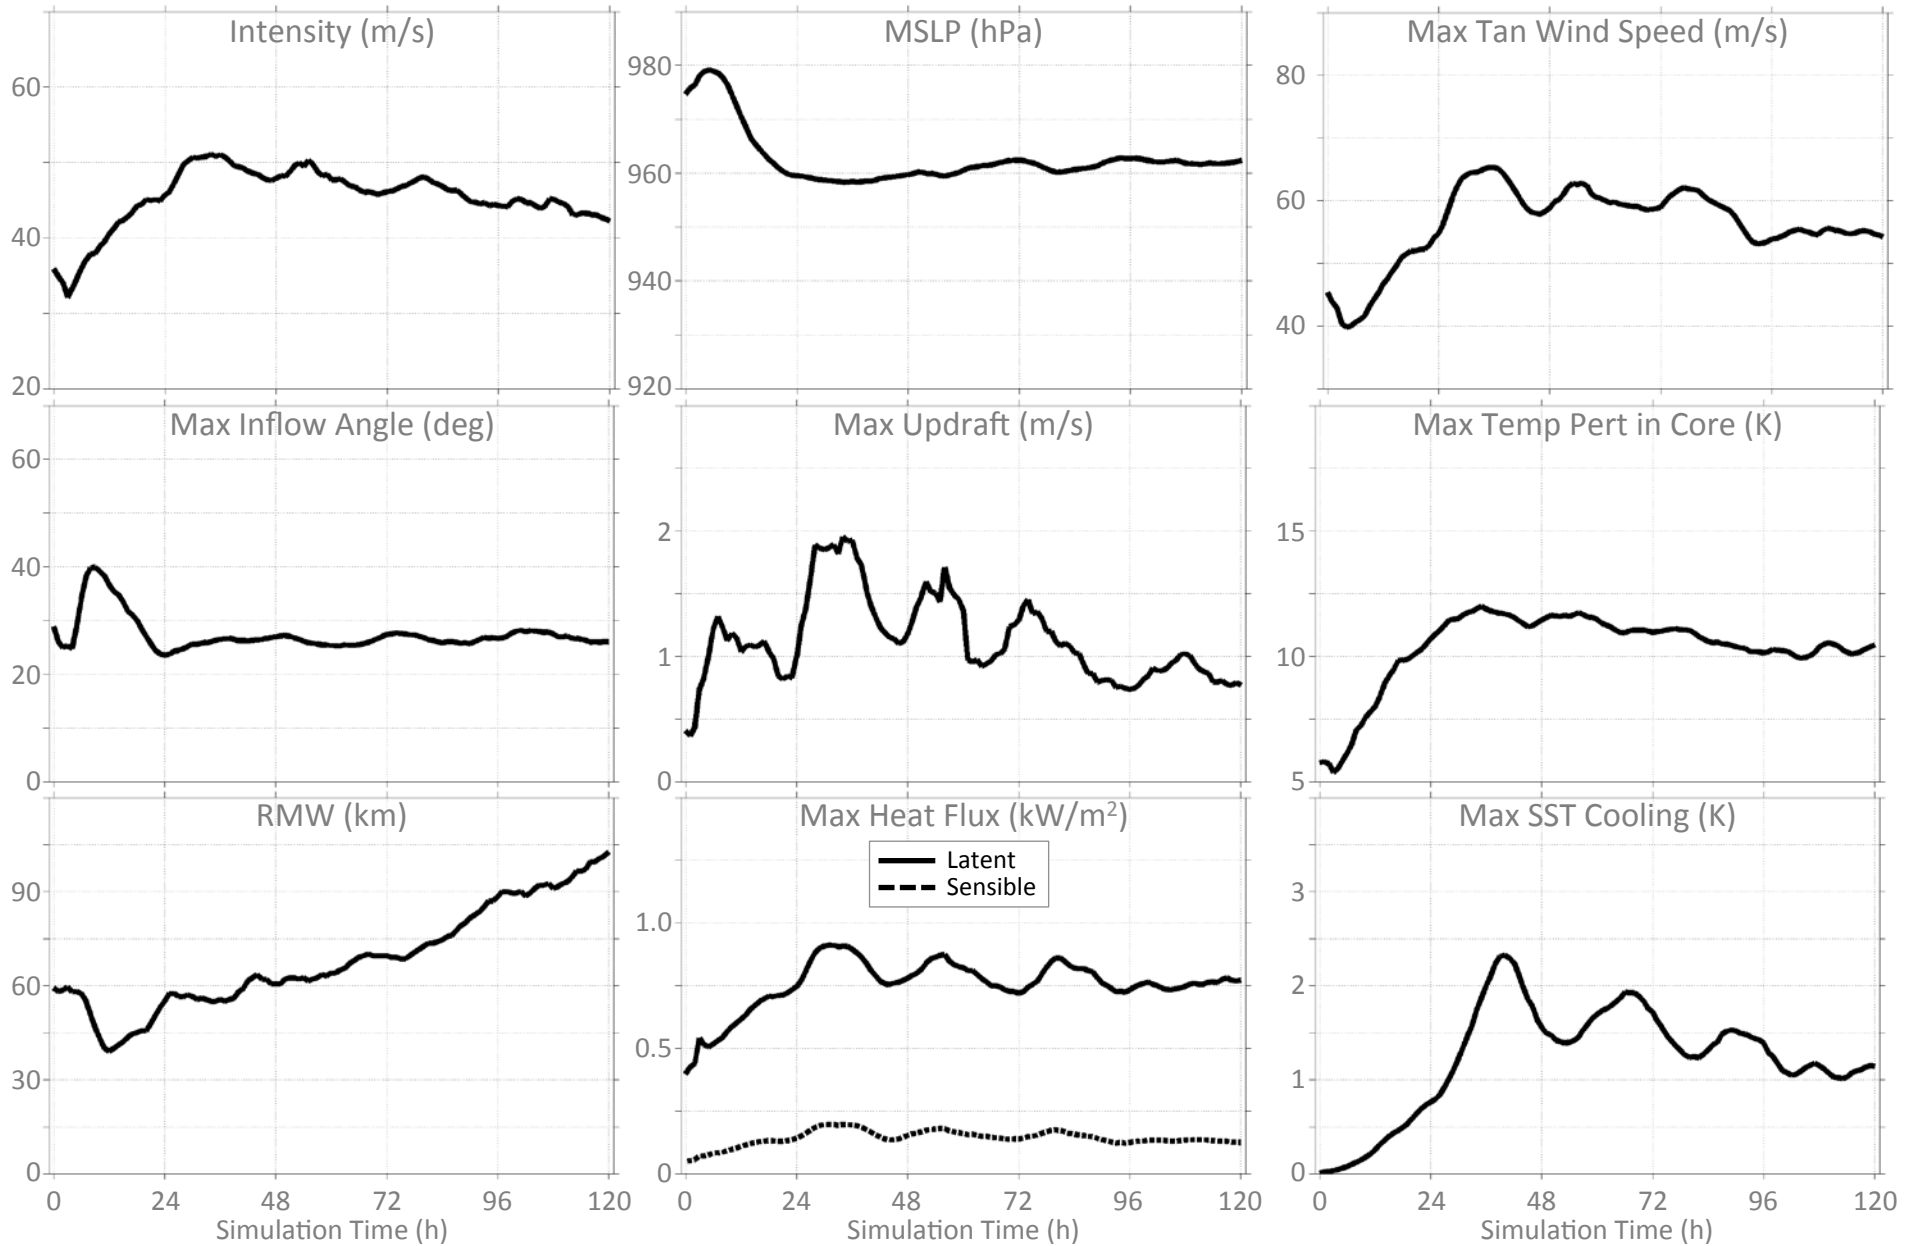 Intensity (m/s)
60
40
20
MSLP (hPa)
980
960
940
920
Max Tan Wind Speed (m/s)
80
60
40
Max Inflow Angle (deg)
60
40
20
0
Max Updraft (m/s)
2
1
0
Max Temp Pert in Core (K)
15
10
5
RMW (km)
90
60
30
0
0 24 48 72 96 120
Simulation Time (h)
Max Heat Flux (kW/m²)
Latent
Sensible
1.0
0.5
0
0 24 48 72 96 120
Simulation Time (h)
Max SST Cooling (K)
3
2
1
0
0 24 48 72 96 120
Simulation Time (h)